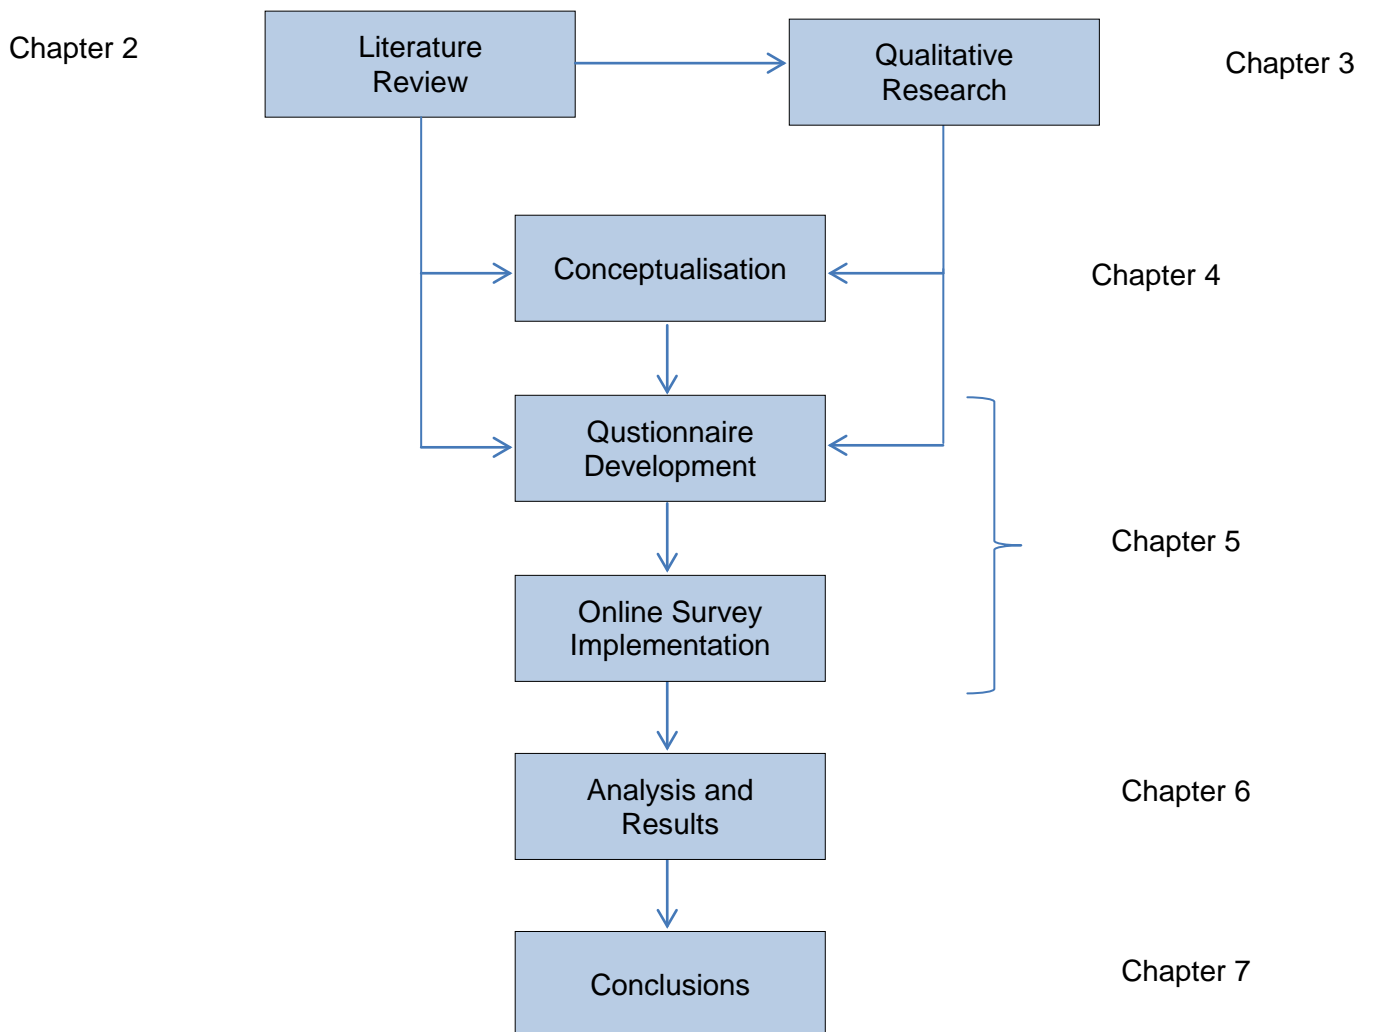 Chapter 2
Literature
Review
Qualitative
Research
Chapter 3
Conceptualisation
Chapter 4
Qustionnaire
Development
Chapter 5
Online Survey
Implementation
Analysis and
Results
Chapter 6
Conclusions
Chapter 7